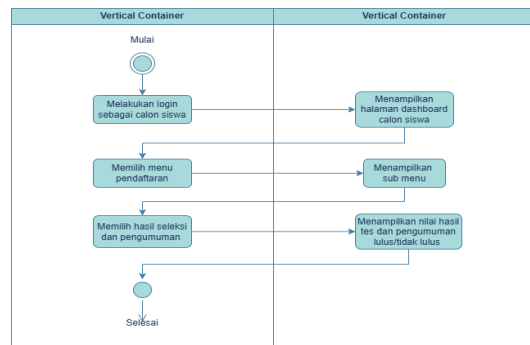 Vertical Container
Vertical Container
Mulai
Melakukan login
sebagai calon siswa
Menampilkan
halaman dashboard
calon siswa
Memilih menu
pendaftaran
Menampilkan
sub menu
Memilih hasil seleksi
dan pengumuman
Menampilkan nilai hasil
tes dan pengumuman
lulus/tidak lulus
Selesai